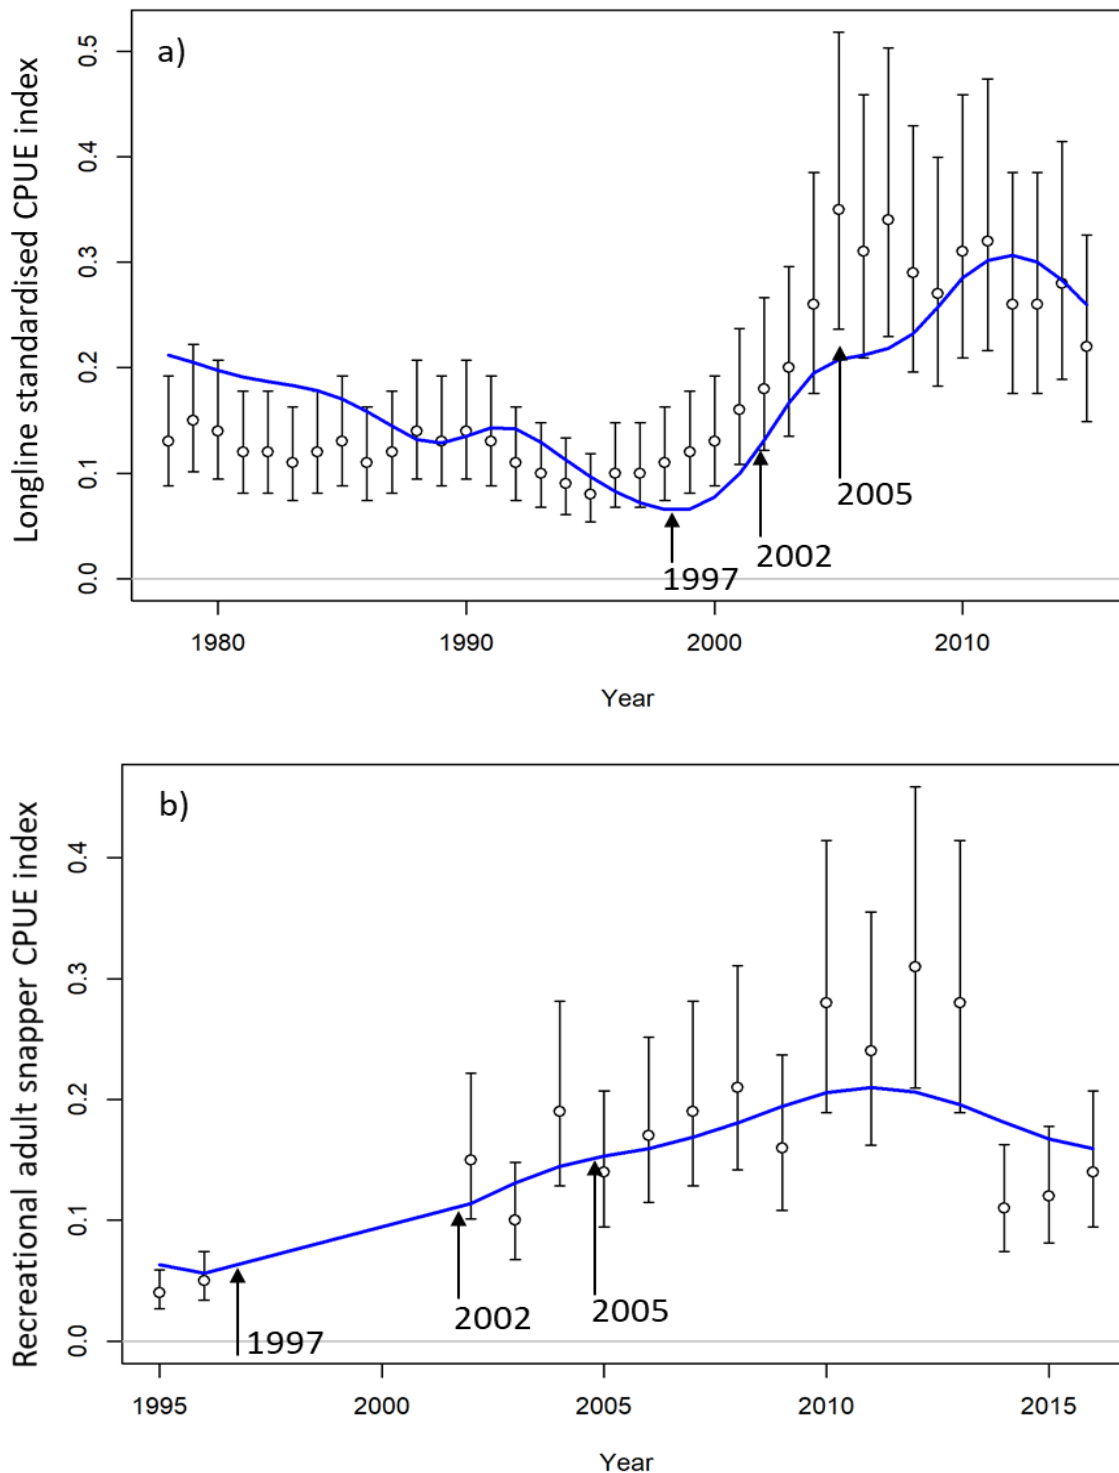 a)
Longline standardised CPUE index
0.5
0.4
0.3
0.2
0.1
0.0
2005
2002
1997
1980 1990 2000 2010
Year
b)
Recreational adult snapper CPUE index
0.4
0.3
0.2
0.1
0.0
2005
2002
1997
1995 2000 2005 2010 2015
Year